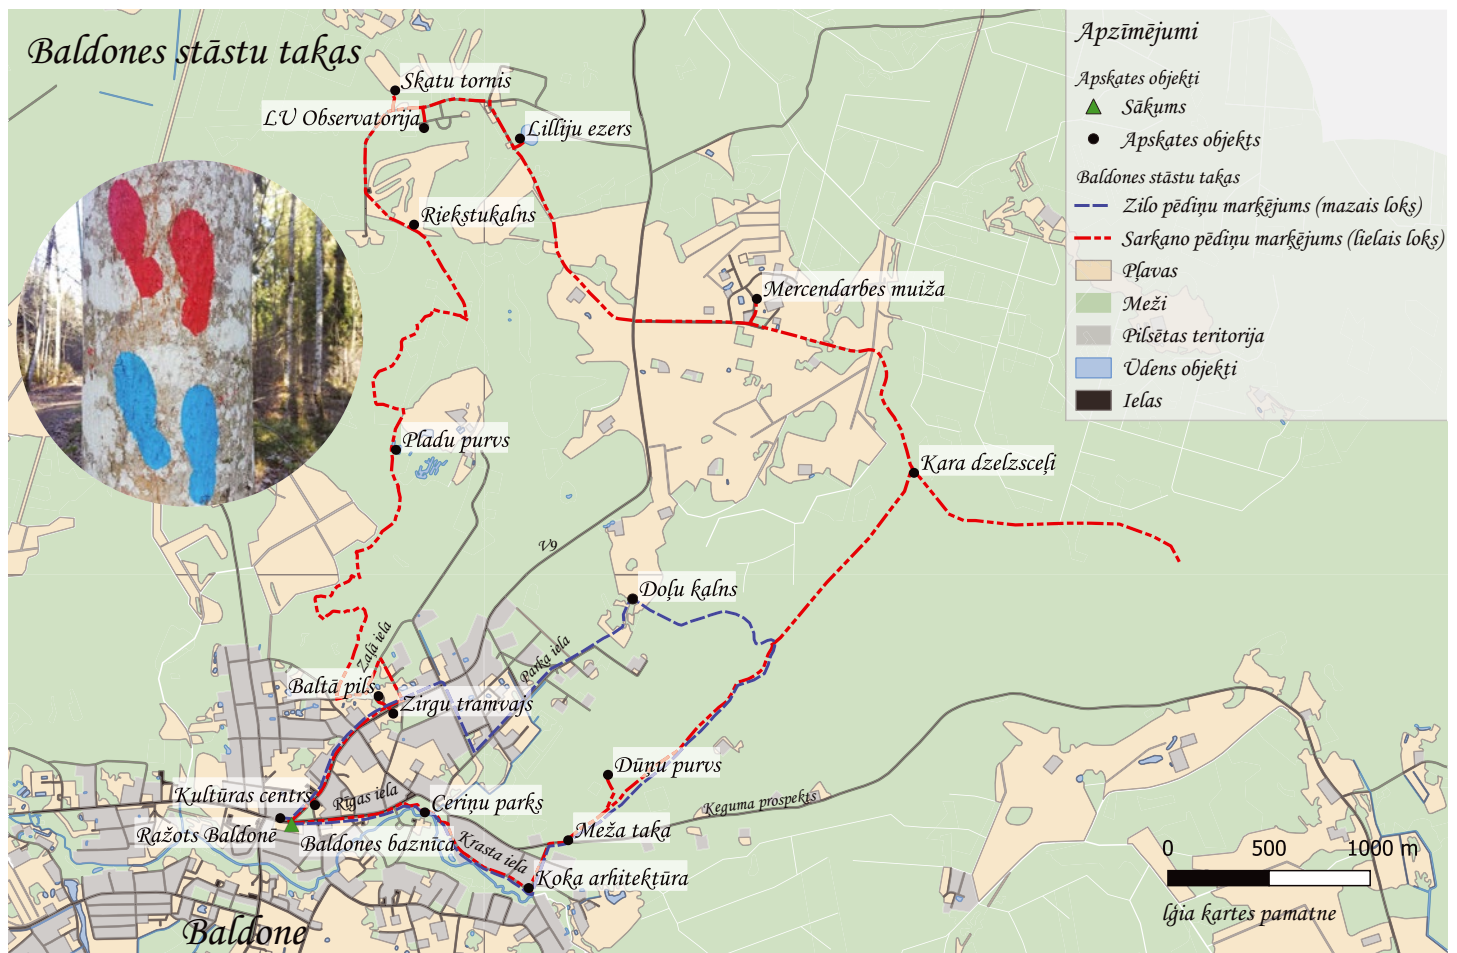 Baldones stāstu takas
Skatu tornis
LU Observatorija
Lilliju ezers
Riekstukalns
Mercendarbes muiža
Pladu purvs
Kara dzelzsceļi
V9
Doļu kalns
Zaļā iela
Parka iela
Baltā pils
Zirgu tramvajs
Dūņu purvs
Kultūras centrs
Rīgas iela
Ceriņu parks
Ķeguma prospekts
Ražots Baldonē
Baldones baznīca
Krasta iela
Meža taka
Koka arhitektūra
Baldone
Apzīmējumi
Apskates objekti
Sākums
Apskates objekts
Baldones stāstu takas
Zilo pēdiņu marķējums (mazais loks)
Sarkano pēdiņu marķējums (lielais loks)
Pļavas
Meži
Pilsētas teritorija
Ūdens objekti
Ielas
0 500 1000 m
lģia kartes pamatne